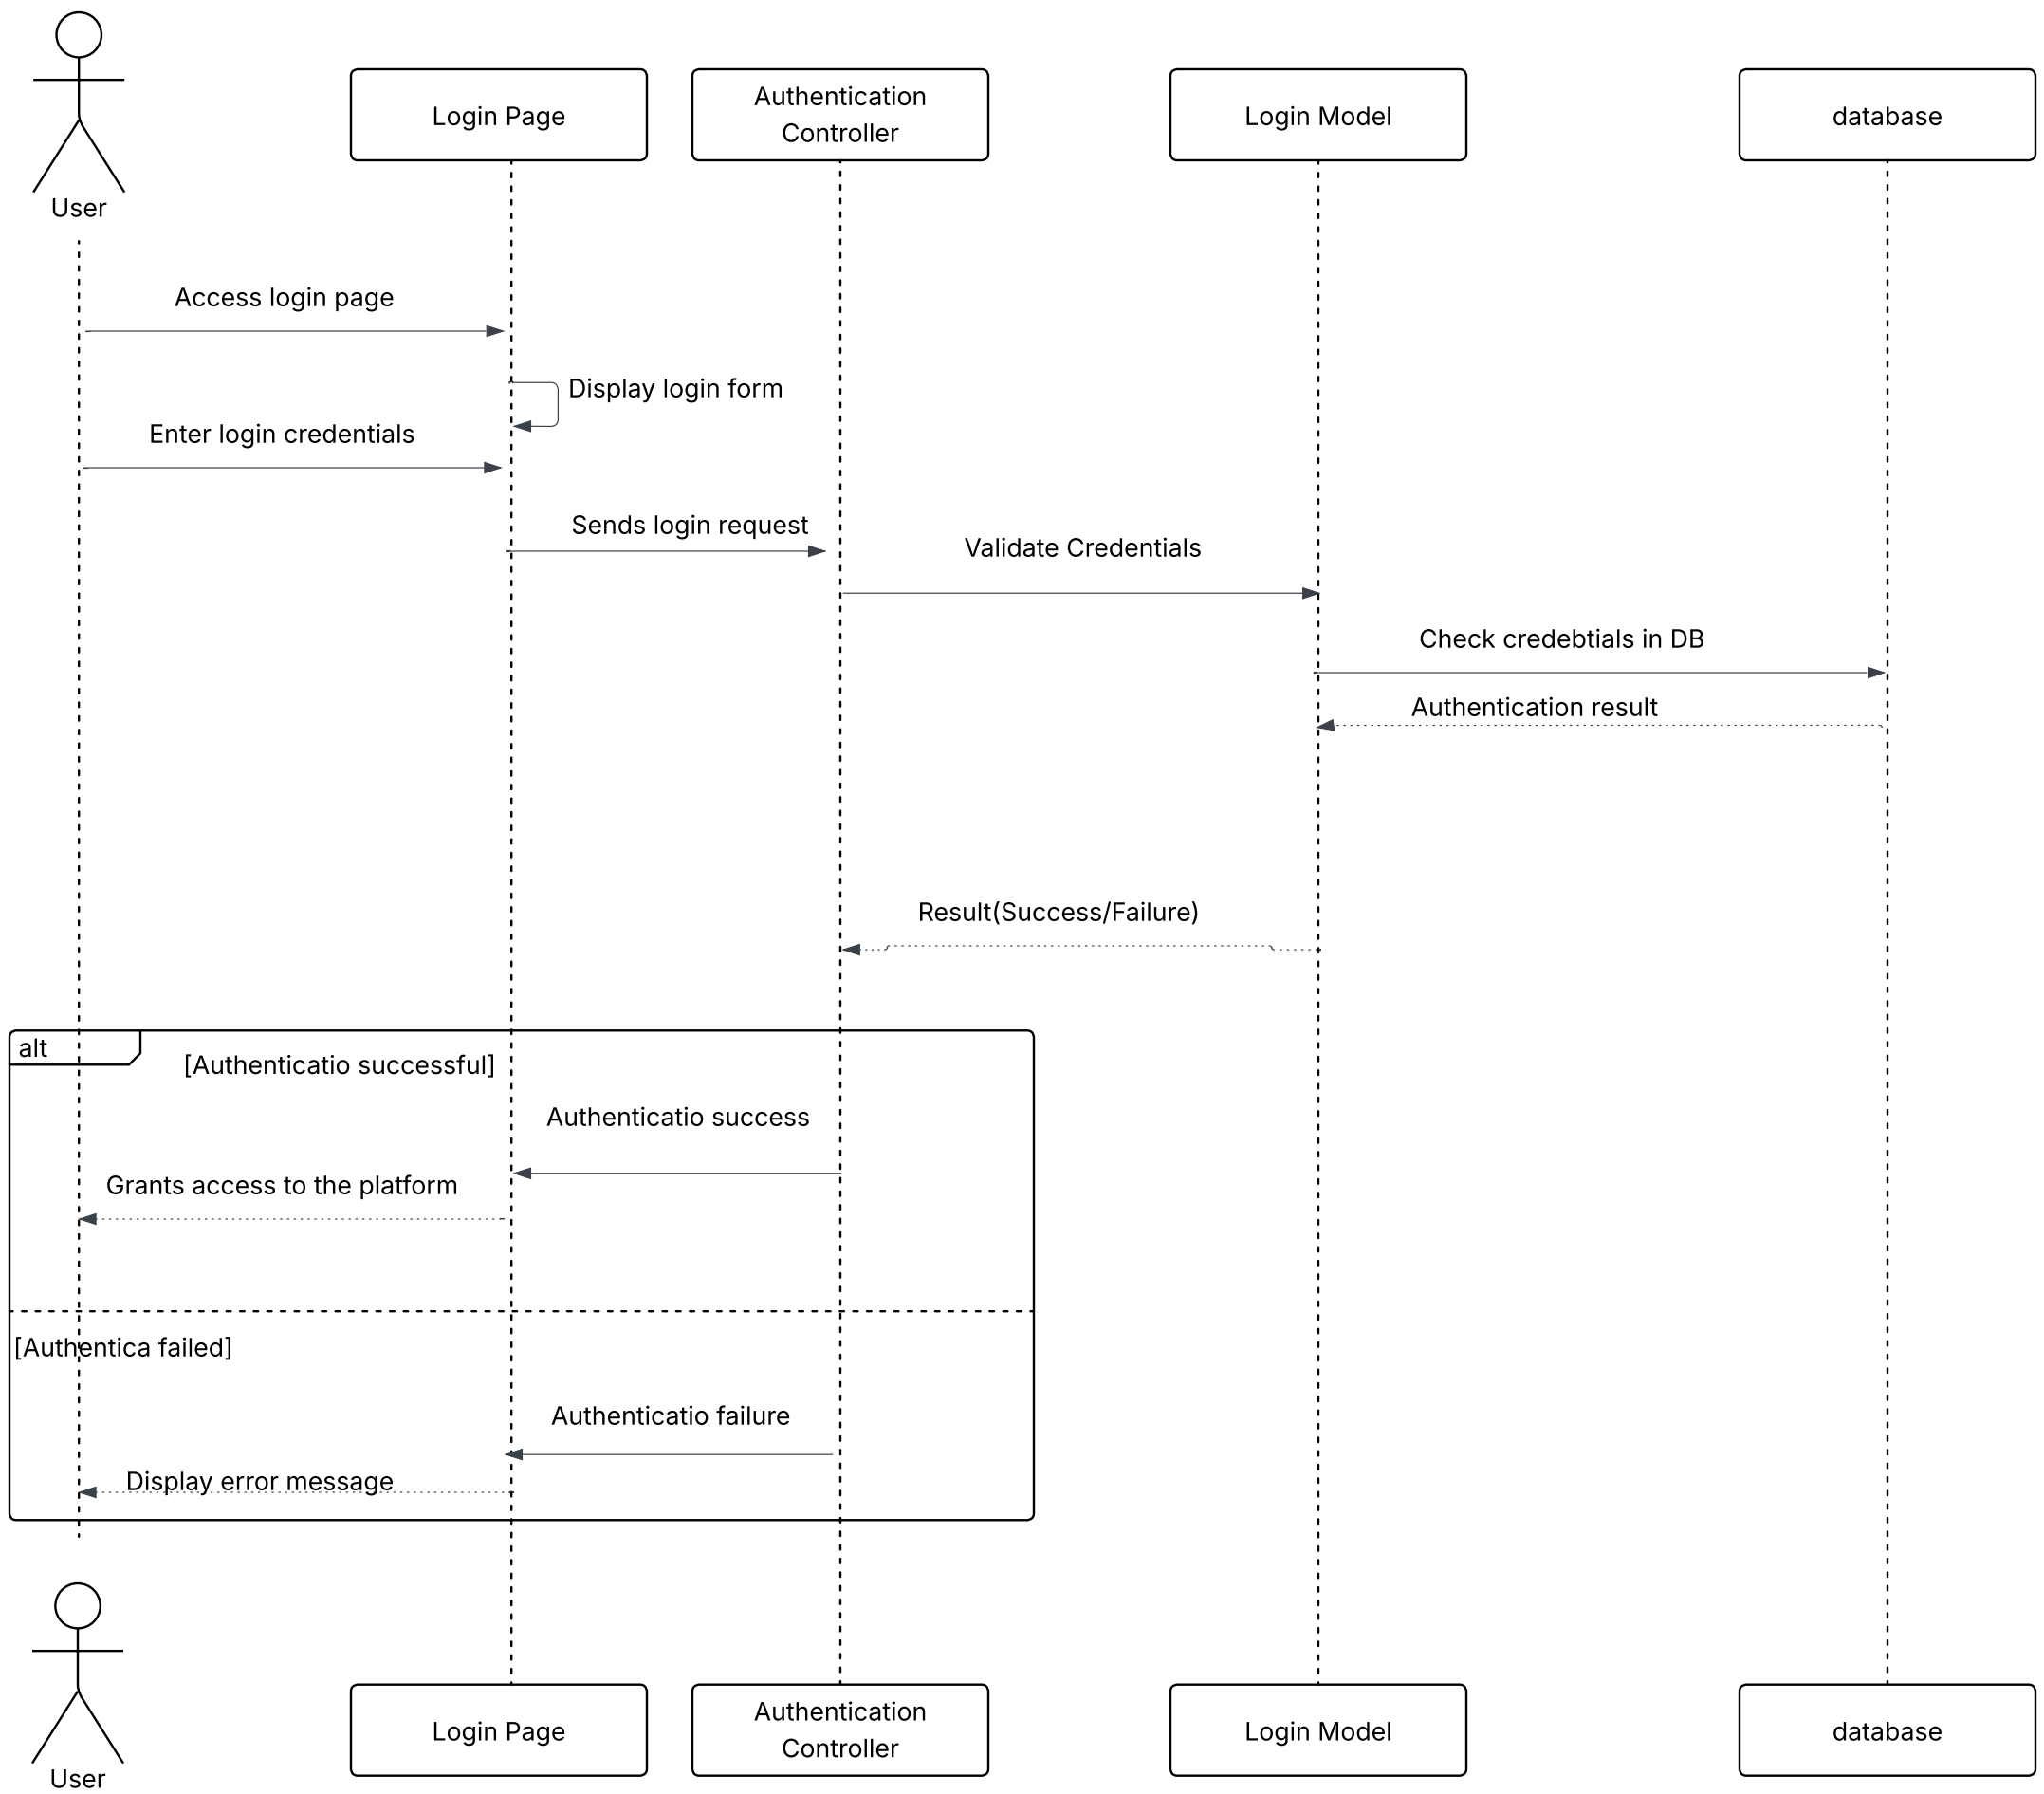 User
Login Page
Authentication
Controller
Login Model
database
Access login page
Display login form
Enter login credentials
Sends login request
Validate Credentials
Check credebtials in DB
Authentication result
Result(Success/Failure)
alt
[Authenticatio successful]
Authenticatio success
Grants access to the platform
[Authentica failed]
Authenticatio failure
Display error message
User
Login Page
Authentication
Controller
Login Model
database